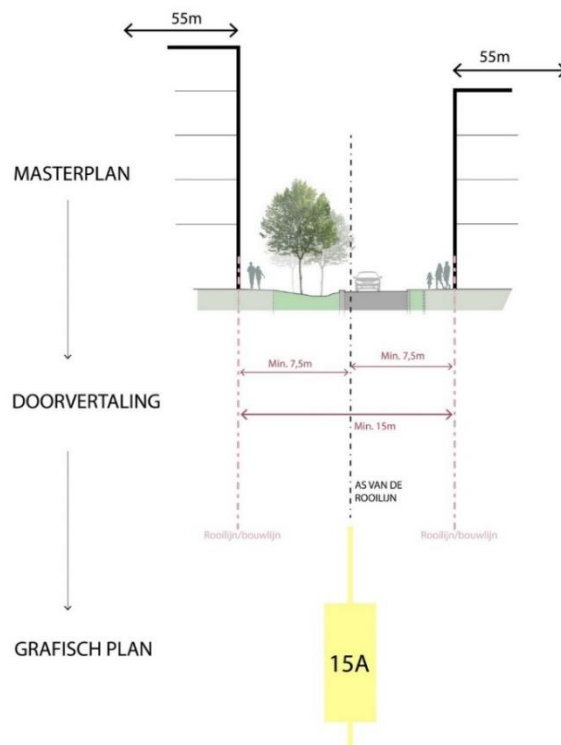 55m
55m
MASTERPLAN
Min. 7,5m
Min. 7,5m
DOORVERTALING
Min. 15m
AS VAN DE
ROOILIJN
Rooilijn/bouwlijn
Rooilijn/bouwlijn
GRAFISCH PLAN
15A